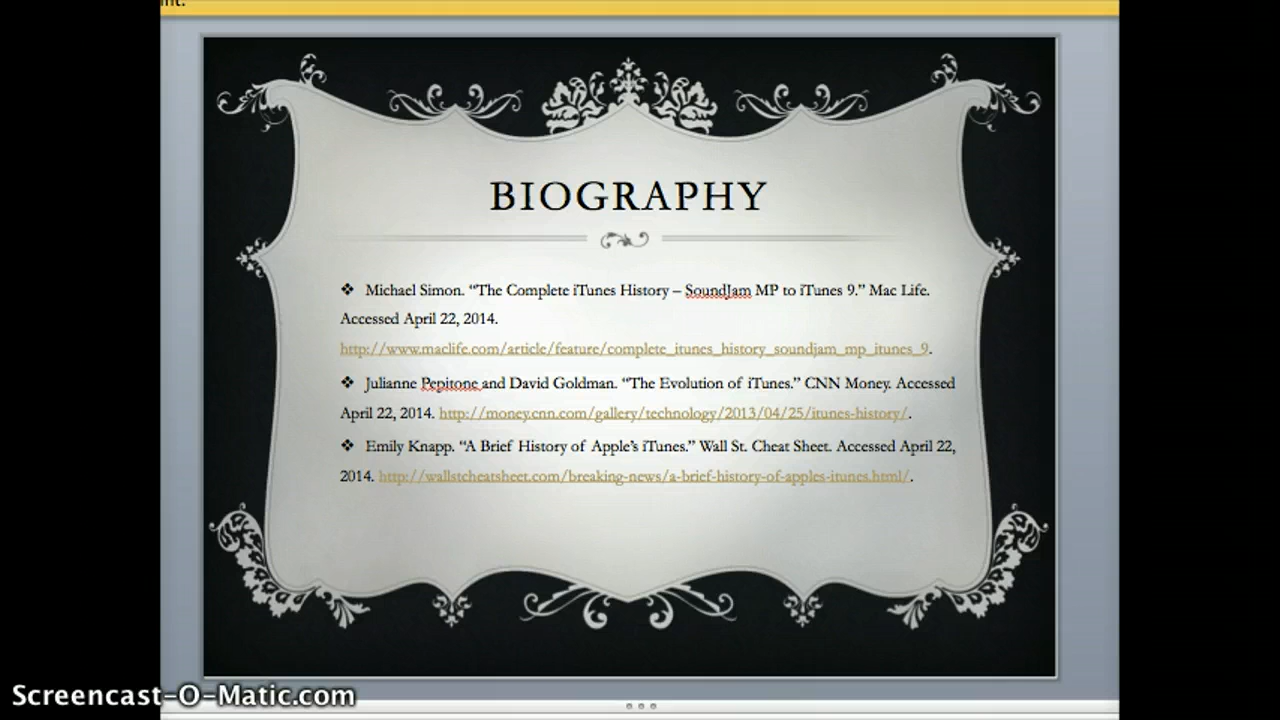 BIOGRAPHY
❖ Michael Simon. “The Complete iTunes History – SoundJam MP to iTunes 9.” Mac Life.
Accessed April 22, 2014.
http://www.maclife.com/article/feature/complete_itunes_history_soundjam_mp_itunes_9.
❖ Julianne Pepitone and David Goldman. “The Evolution of iTunes.” CNN Money. Accessed
April 22, 2014. http://money.cnn.com/gallery/technology/2013/04/25/itunes-history/.
❖ Emily Knapp. “A Brief History of Apple’s iTunes.” Wall St. Cheat Sheet. Accessed April 22,
2014. http://wallstcheatsheet.com/breaking-news/a-brief-history-of-apples-itunes.html/.
Screencast-O-Matic.com